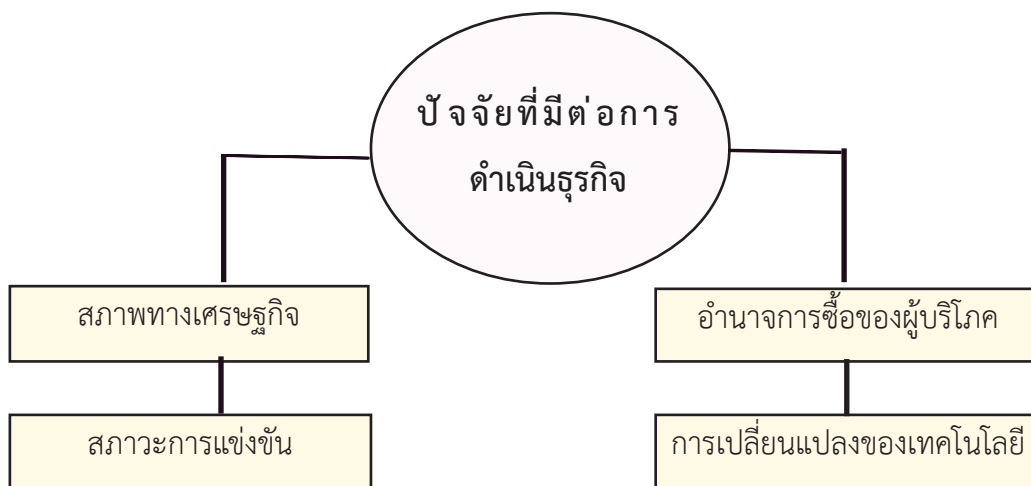 ปัจจัยที่มีต่อการ
ดำเนินธุรกิจ
สภาพทางเศรษฐกิจ
อำนาจการซื้อของผู้บริโภค
สภาวะการแข่งขัน
การเปลี่ยนแปลงของเทคโนโลยี